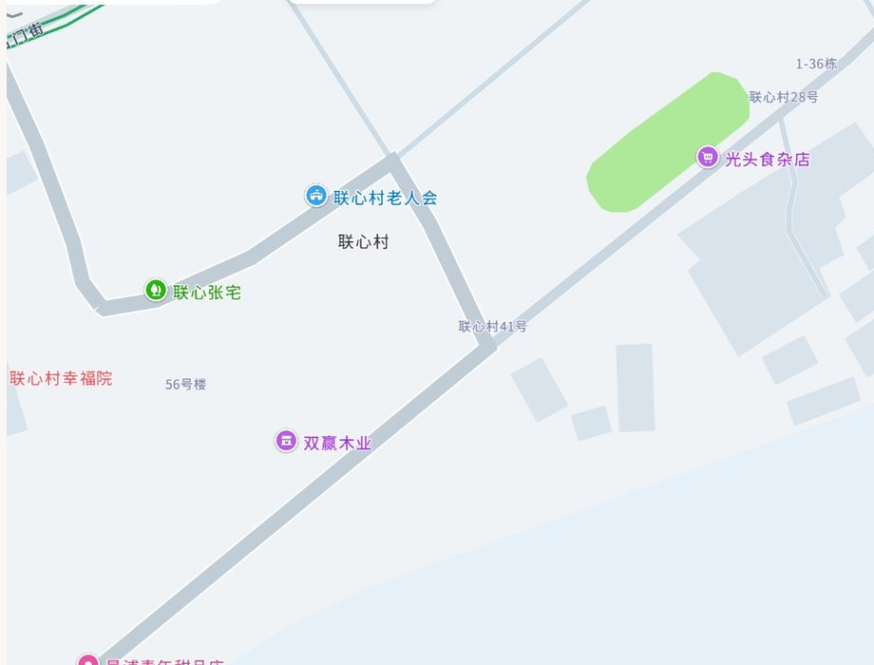 门街
1-36栋
联心村28号
光头食杂店
联心村老人会
联心村
联心张宅
联心村41号
联心村幸福院
56号楼
双赢木业